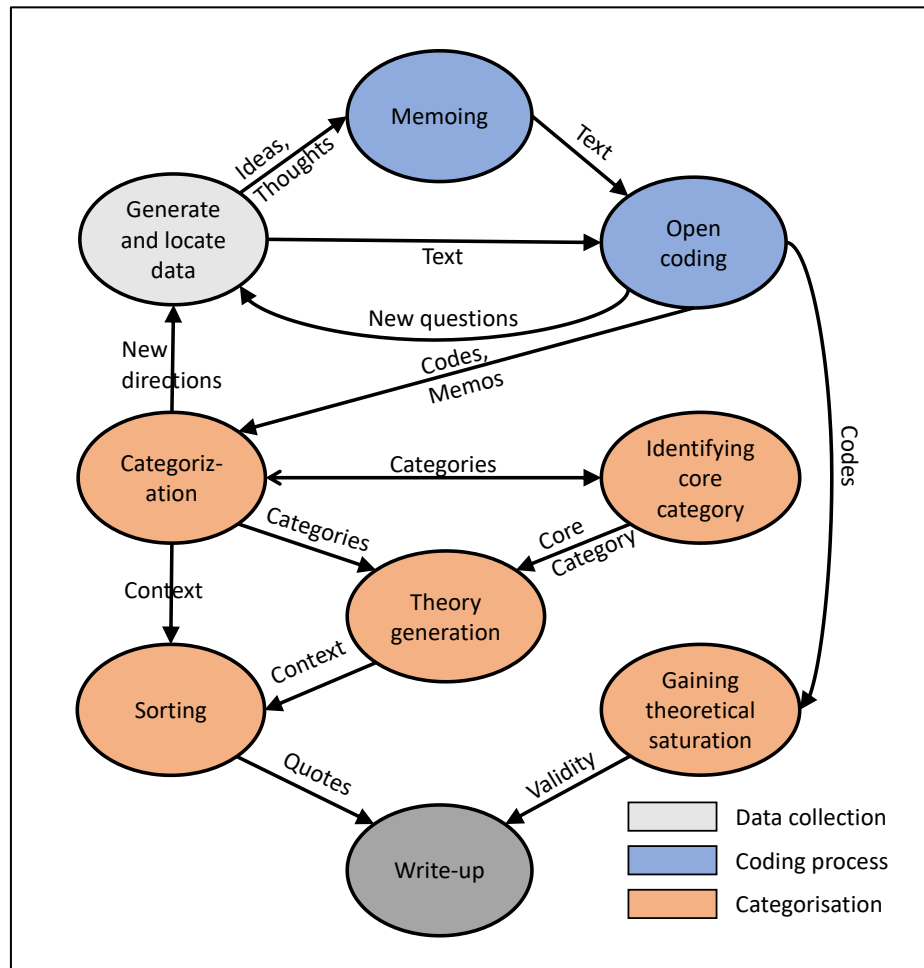 Memoing
Ideas,
Thoughts
Text
Generate
and locate
data
Open
coding
Text
New questions
New
directions
Codes,
Memos
Codes
Categoriz-
ation
Categories
Identifying
core
category
Categories
Core
Category
Context
Theory
generation
Context
Sorting
Gaining
theoretical
saturation
Quotes
Validity
Write-up
Data collection
Coding process
Categorisation